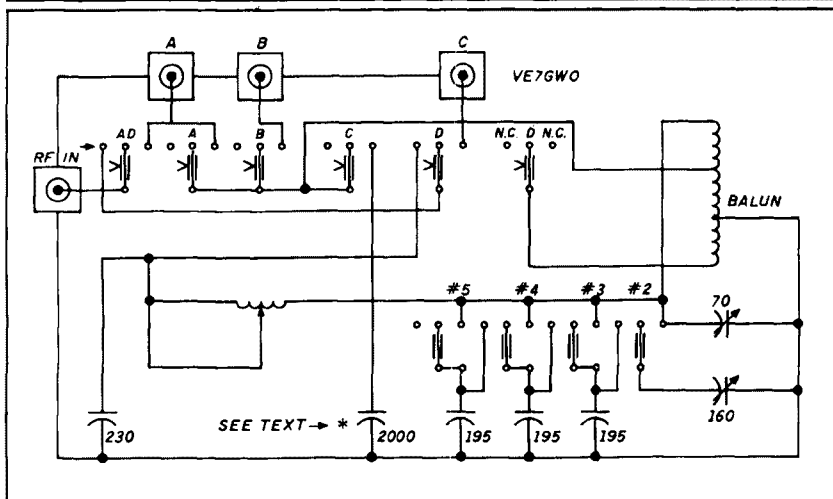 A B C VE7GWO
AD A B C D N.C. D N.C.
RF IN
BALUN
#5 #4 #3 #2
70
160
SEE TEXT → *
230 2000 195 195 195